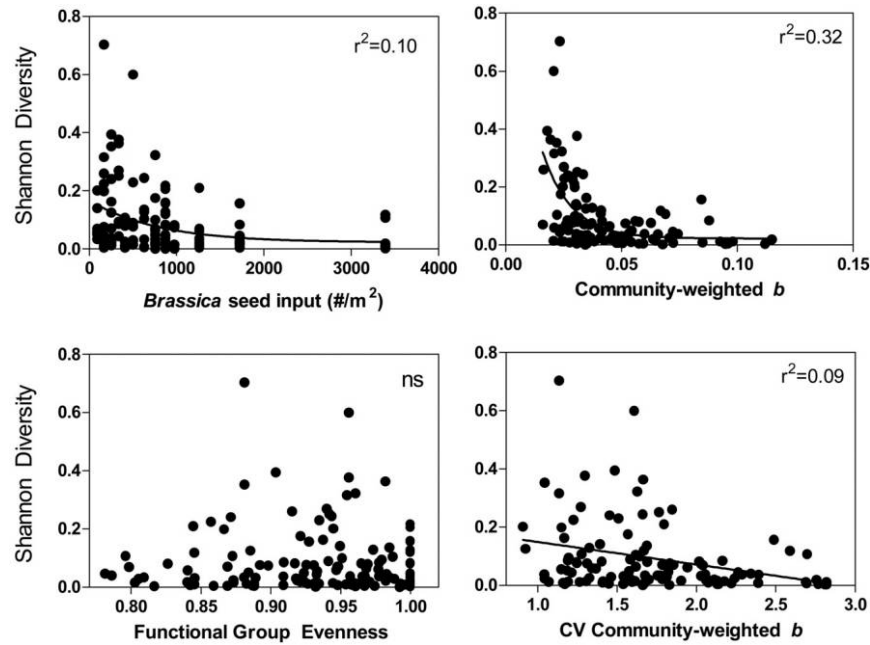 r²=0.10
Shannon Diversity
0.8
0.6
0.4
0.2
0.0
0 1000 2000 3000 4000
Brassica seed input (#/m²)
r²=0.32
0.8
0.6
0.4
0.2
0.0
0.00 0.05 0.10 0.15
Community-weighted b
ns
Shannon Diversity
0.8
0.6
0.4
0.2
0.0
0.80 0.85 0.90 0.95 1.00
Functional Group Evenness
r²=0.09
0.8
0.6
0.4
0.2
0.0
1.0 1.5 2.0 2.5 3.0
CV Community-weighted b